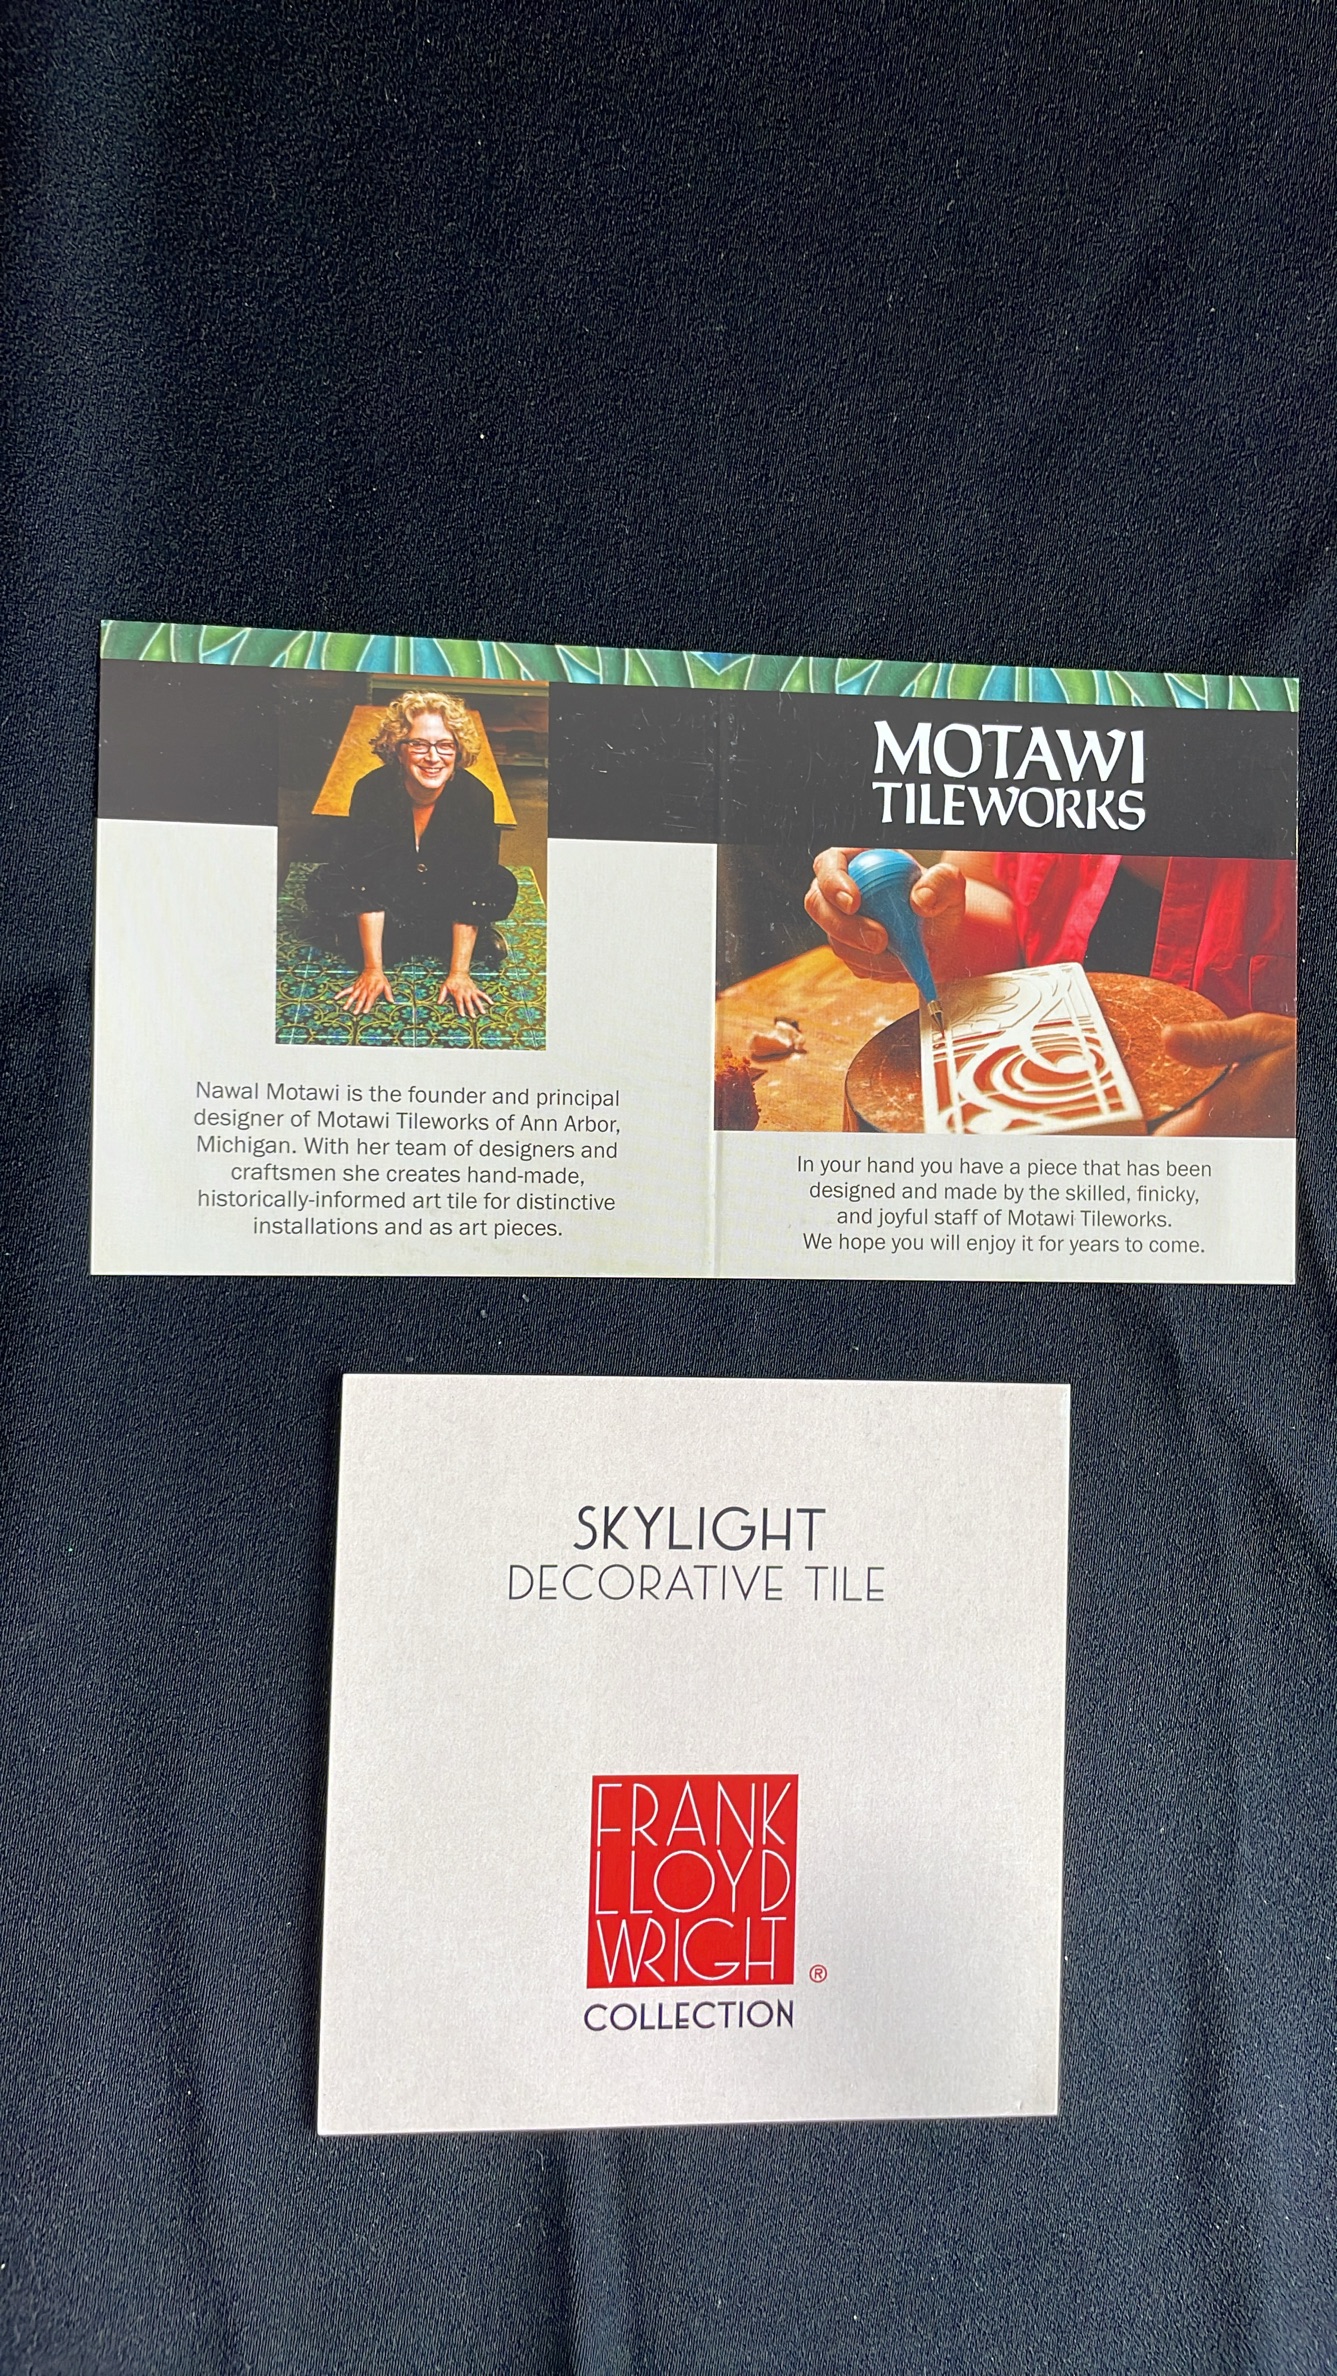 MOTAWI
TILEWORKS
Nawal Motawi is the founder and principal
designer of Motawi Tileworks of Ann Arbor,
Michigan. With her team of designers and
craftsmen she creates hand-made,
historically-informed art tile for distinctive
installations and as art pieces.
In your hand you have a piece that has been
designed and made by the skilled, finicky,
and joyful staff of Motawi Tileworks.
We hope you will enjoy it for years to come.
SKYLIGHT
DECORATIVE TILE
FRANK
LLOYD
WRIGHT ®
COLLECTION